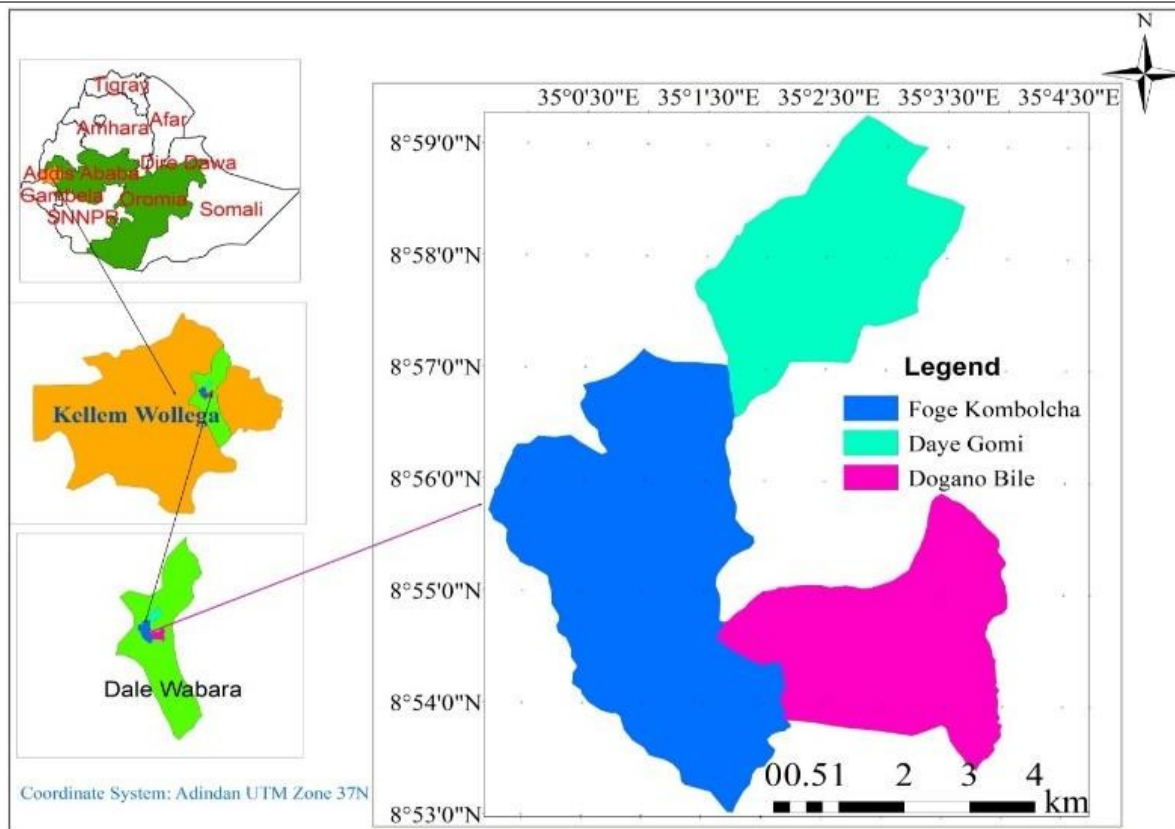 N
Tigray
Amhara
Afar
Addis Ababa
Dire Dawa
Gambela
Oromia
SNNPR
Somali
Kellem Wollega
Dale Wabara
Coordinate System: Adindan UTM Zone 37N
35°0'30"E 35°1'30"E 35°2'30"E 35°3'30"E 35°4'30"E
8°59'0"N
8°58'0"N
8°57'0"N
8°56'0"N
8°55'0"N
8°54'0"N
8°53'0"N
Legend
Foge Kombolcha
Daye Gomi
Dogano Bile
00.51 2 3 4
km